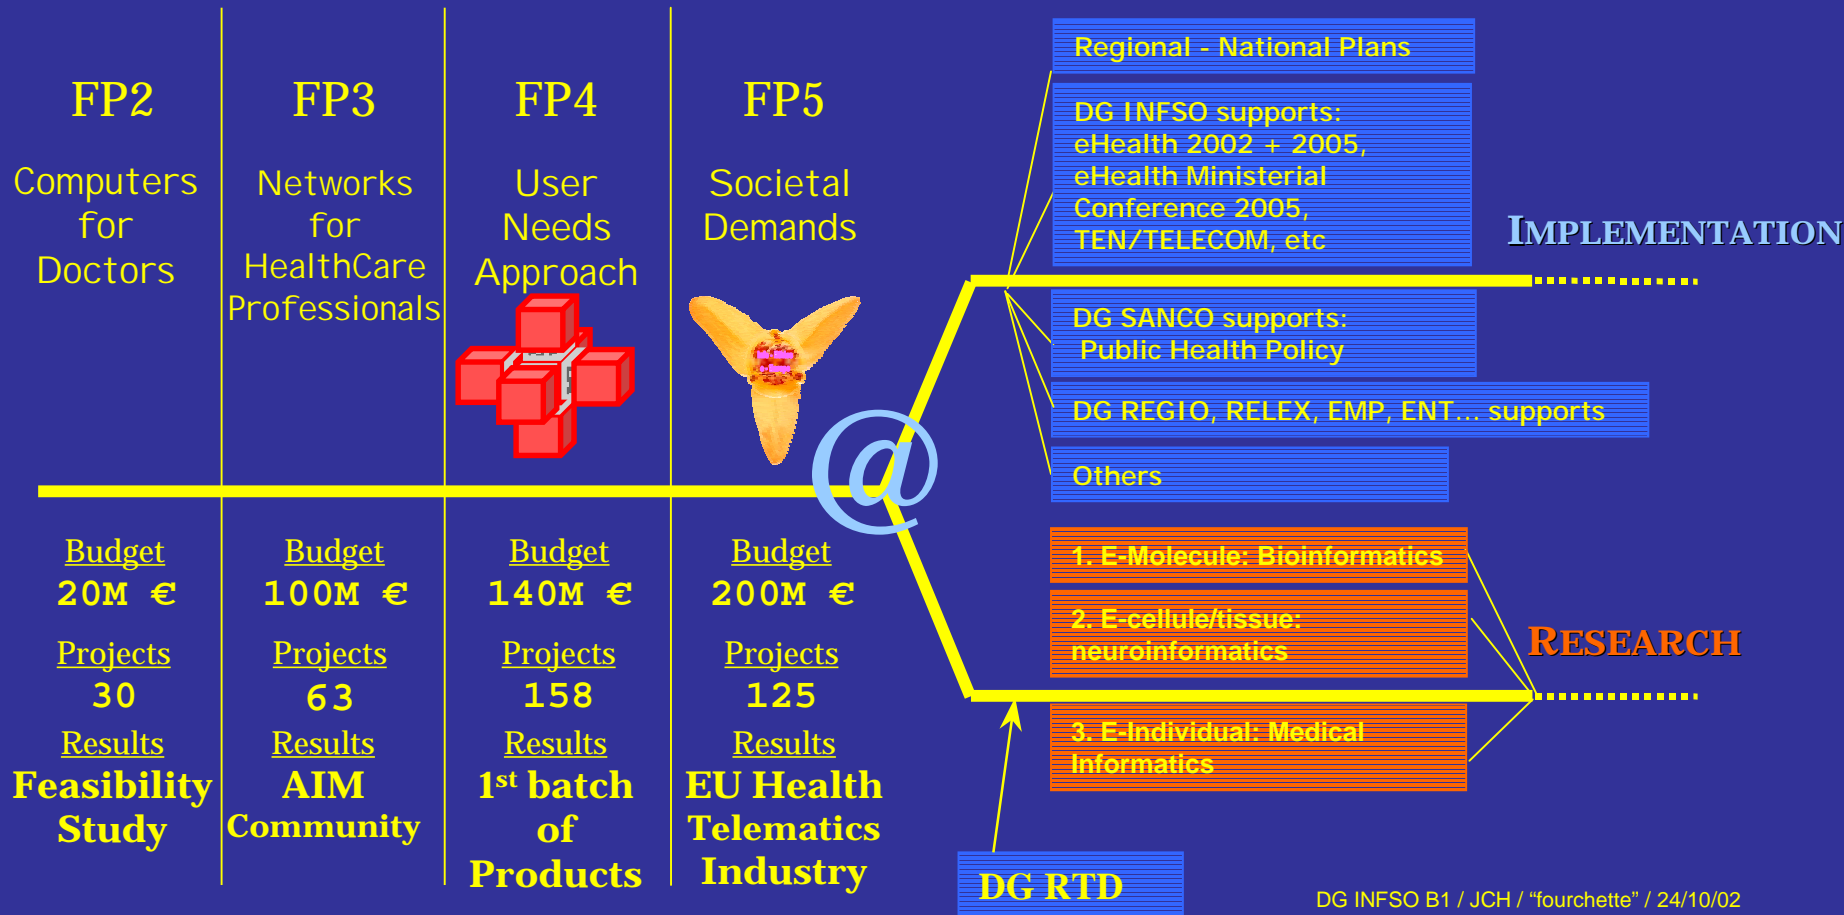 FP2
Computers
for
Doctors
Budget
20M €
Projects
30
Results
Feasibility
Study
FP3
Networks
for
HealthCare
Professionals
Budget
100M €
Projects
63
Results
AIM
Community
FP4
User
Needs
Approach
Budget
140M €
Projects
158
Results
1st batch
of
Products
FP5
Societal
Demands
Budget
200M €
Projects
125
Results
EU Health
Telematics
Industry
@
Regional - National Plans
DG INFSO supports:
eHealth 2002 + 2005,
eHealth Ministerial
Conference 2005,
TEN/TELECOM, etc
IMPLEMENTATION
DG SANCO supports:
Public Health Policy
DG REGIO, RELEX, EMP, ENT... supports
Others
1. E-Molecule: Bioinformatics
2. E-cellule/tissue:
neuroinformatics
RESEARCH
3. E-Individual: Medical
Informatics
DG RTD
DG INFSO B1 / JCH / “fourchette” / 24/10/02